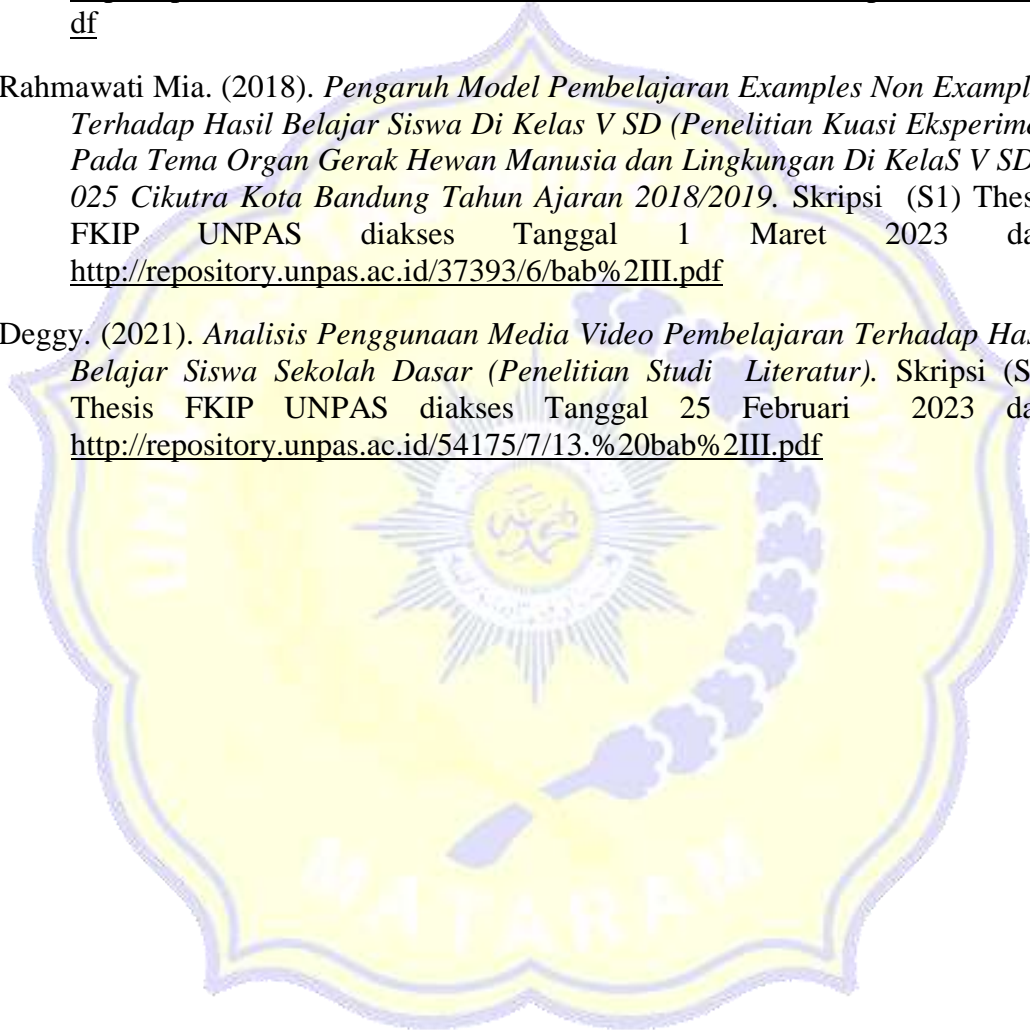 df
Rahmawati Mia. (2018). Pengaruh Model Pembelajaran Examples Non Exampl
Terhadap Hasil Belajar Siswa Di Kelas V SD (Penelitian Kuasi Eksperime
Pada Tema Organ Gerak Hewan Manusia dan Lingkungan Di KelaS V SD
025 Cikutra Kota Bandung Tahun Ajaran 2018/2019. Skripsi (S1) Thes
FKIP UNPAS diakses Tanggal 1 Maret 2023 da
http://repository.unpas.ac.id/37393/6/bab%2III.pdf
Deggy. (2021). Analisis Penggunaan Media Video Pembelajaran Terhadap Has
Belajar Siswa Sekolah Dasar (Penelitian Studi Literatur). Skripsi (S
Thesis FKIP UNPAS diakses Tanggal 25 Februari 2023 da
http://repository.unpas.ac.id/54175/7/13.%20bab%2III.pdf
MATARAM